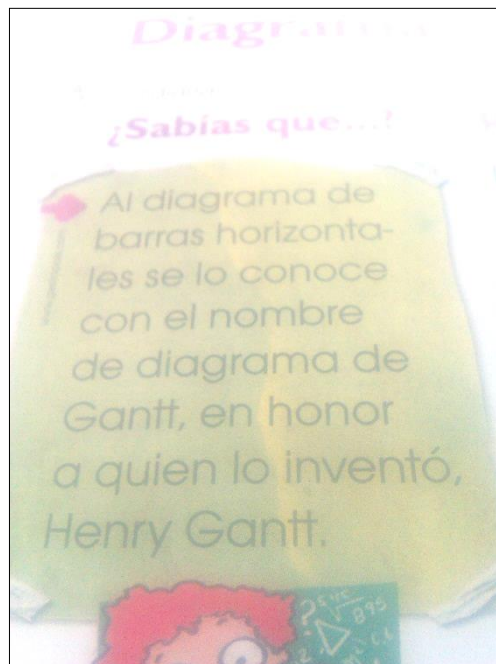 Diagrama
¿Sabías que...?
Al diagrama de
barras horizonta-
les se lo conoce
con el nombre
de diagrama de
Gantt, en honor
a quien lo inventó,
Henry Gantt.